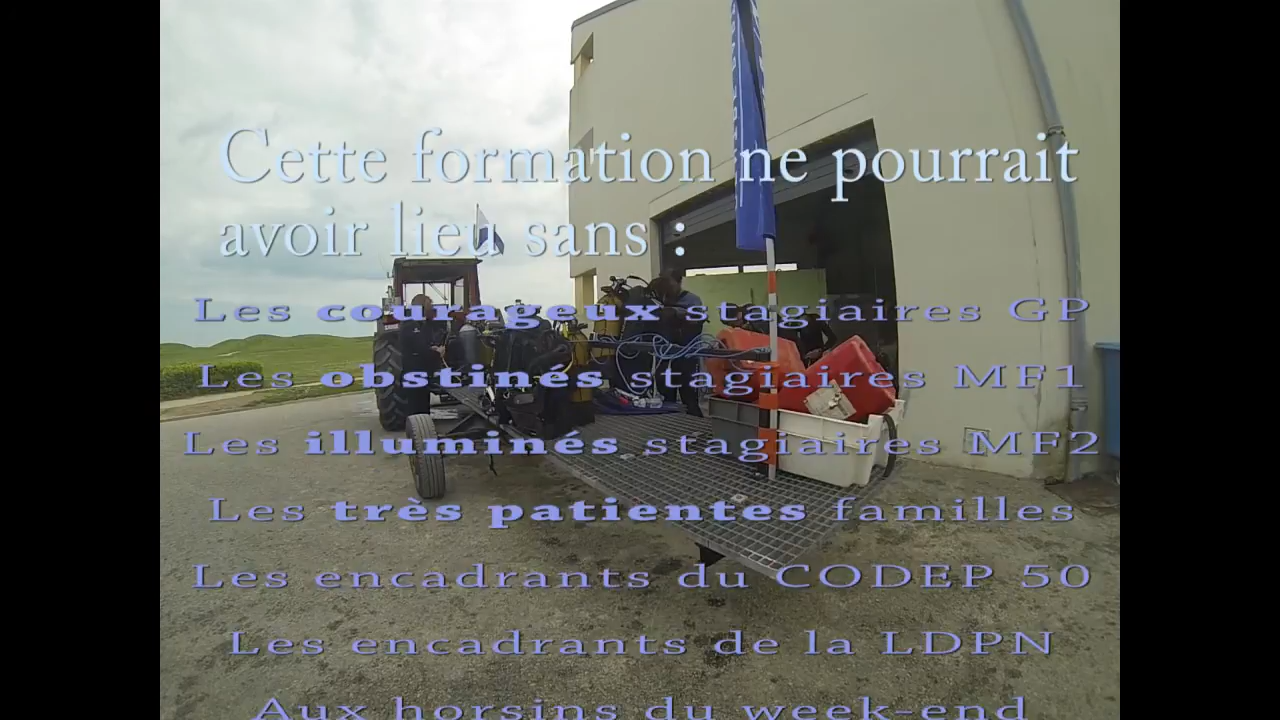 Cette formation ne pourrait
avoir lieu sans :
Les courageux stagiaires GP
Les obstinés stagiaires MF1
Les illuminés stagiaires MF2
Les très patientes familles
Les encadrants du CODEP 50
Les encadrants de la LDPN
Aux horsins du week-end